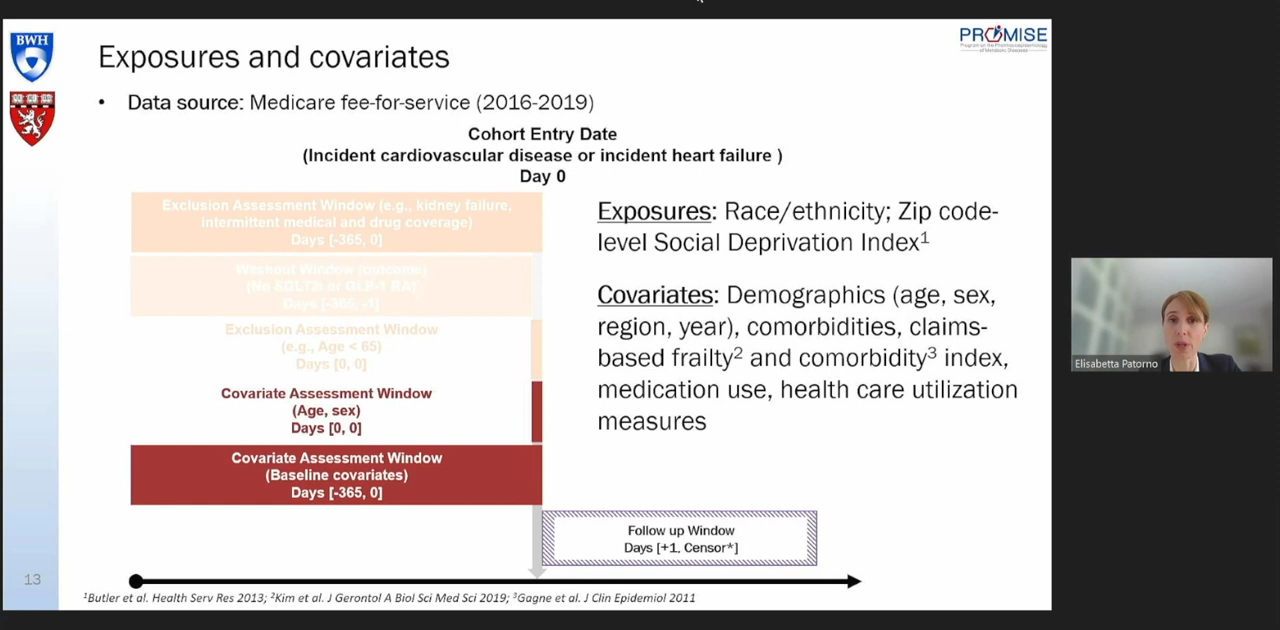 BWH
PROMISE
Program on the Pharmacoepidemiology
of Metabolic Diseases
Exposures and covariates
• Data source: Medicare fee-for-service (2016-2019)
Cohort Entry Date
(Incident cardiovascular disease or incident heart failure )
Day 0
Exclusion Assessment Window (e.g., kidney failure,
intermittent medical and drug coverage)
Days [-365, 0]
Washout Window (outcome)
(No SGLT2i or GLP-1 RA)
Days [-365, -1]
Exclusion Assessment Window
(e.g., Age < 65)
Days [0, 0]
Covariate Assessment Window
(Age, sex)
Days [0, 0]
Covariate Assessment Window
(Baseline covariates)
Days [-365, 0]
Exposures: Race/ethnicity; Zip code-
level Social Deprivation Index1
Covariates: Demographics (age, sex,
region, year), comorbidities, claims-
based frailty2 and comorbidity3 index,
medication use, health care utilization
measures
Follow up Window
Days [+1, Censor*]
13
1Butler et al. Health Serv Res 2013; 2Kim et al. J Gerontol A Biol Sci Med Sci 2019; 3Gagne et al. J Clin Epidemiol 2011
Elisabetta Patorno